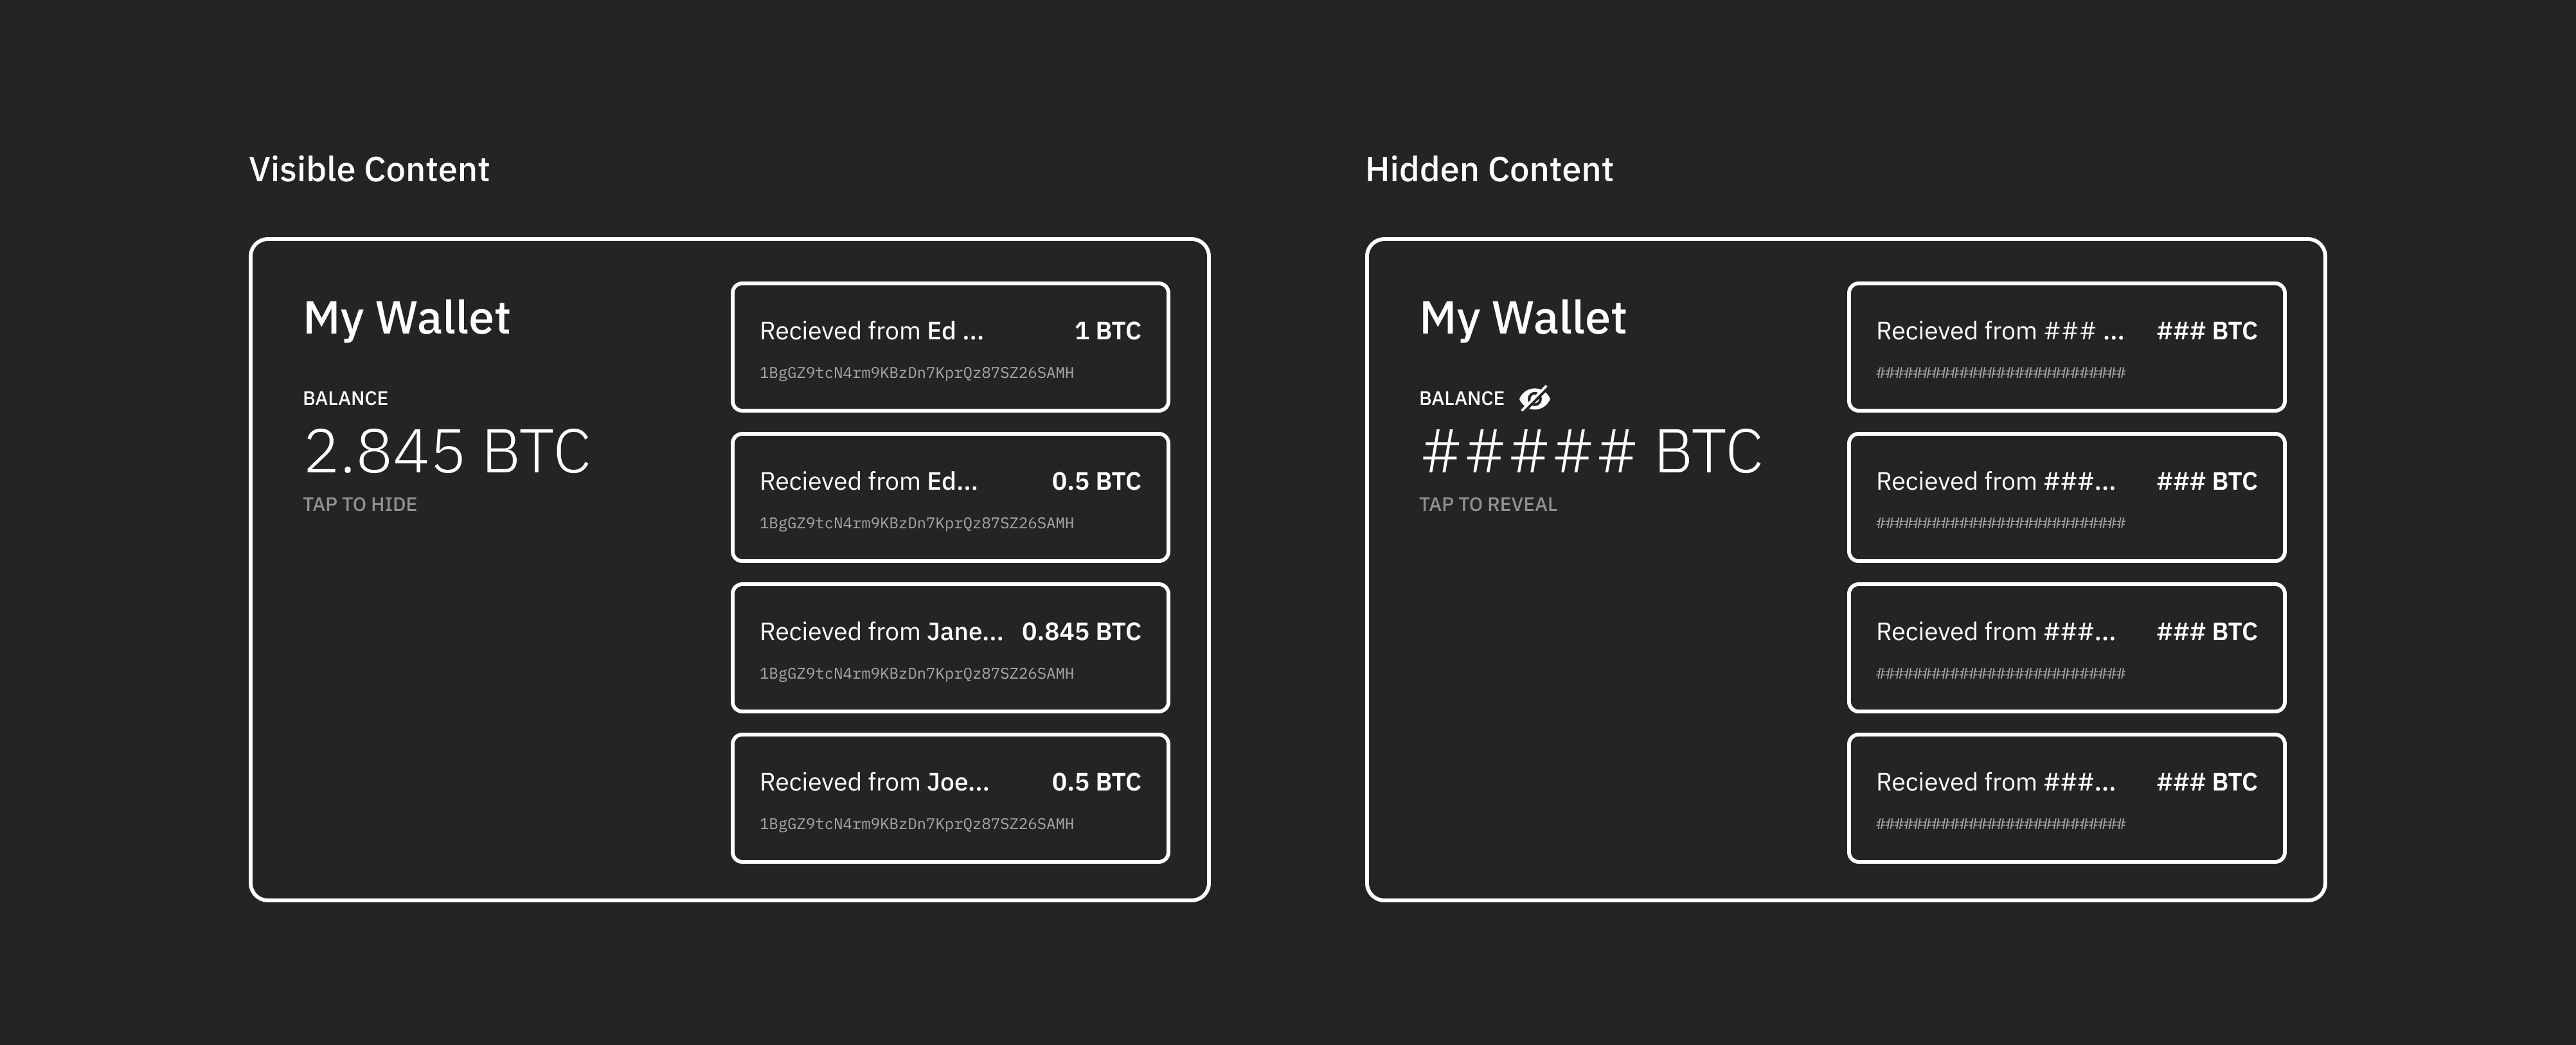 Visible Content
My Wallet
BALANCE
2.845 BTC
TAP TO HIDE
Recieved from Ed ... 1 BTC
1BgGZ9tcN4rm9KBzDn7KprQz87SZ26SAMH
Recieved from Ed... 0.5 BTC
1BgGZ9tcN4rm9KBzDn7KprQz87SZ26SAMH
Recieved from Jane... 0.845 BTC
1BgGZ9tcN4rm9KBzDn7KprQz87SZ26SAMH
Recieved from Joe... 0.5 BTC
1BgGZ9tcN4rm9KBzDn7KprQz87SZ26SAMH
Hidden Content
My Wallet
BALANCE
##### BTC
TAP TO REVEAL
Recieved from ### ... ### BTC
###########################
Recieved from ###... ### BTC
###########################
Recieved from ###... ### BTC
###########################
Recieved from ###... ### BTC
###########################